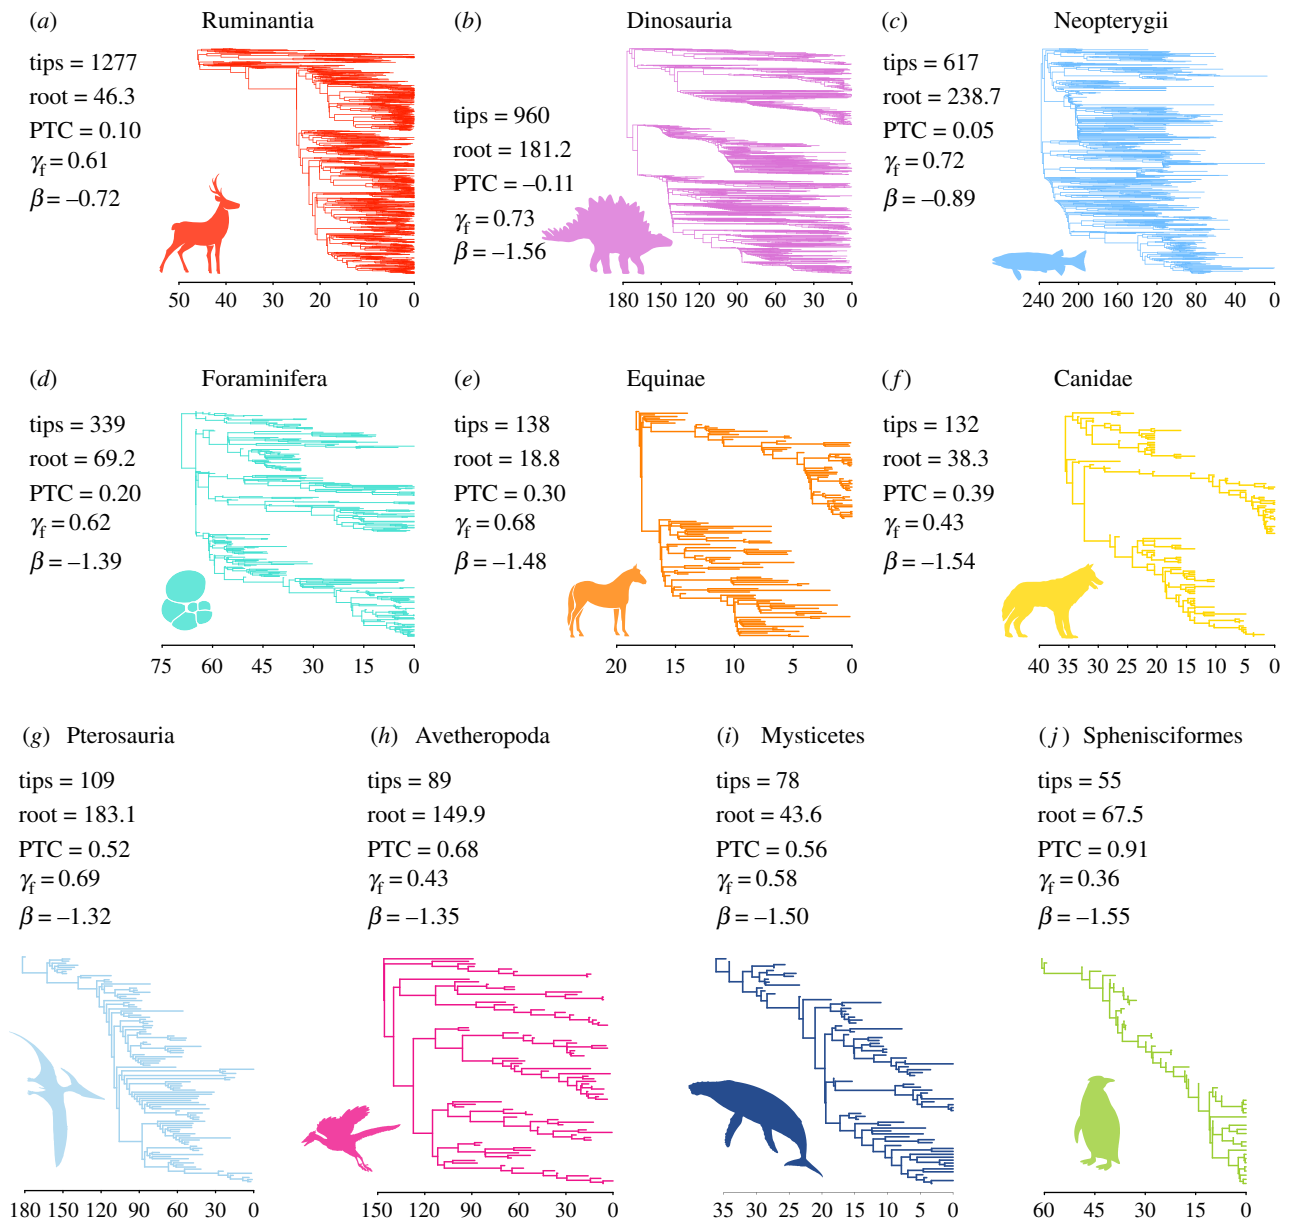 (a) Ruminantia
tips = 1277
root = 46.3
PTC = 0.10
γf = 0.61
β = –0.72
50 40 30 20 10 0
(b) Dinosauria
tips = 960
root = 181.2
PTC = –0.11
γf = 0.73
β = –1.56
180 150 120 90 60 30 0
(c) Neopterygii
tips = 617
root = 238.7
PTC = 0.05
γf = 0.72
β = –0.89
240 200 160 120 80 40 0
(d) Foraminifera
tips = 339
root = 69.2
PTC = 0.20
γf = 0.62
β = –1.39
75 60 45 30 15 0
(e) Equinae
tips = 138
root = 18.8
PTC = 0.30
γf = 0.68
β = –1.48
20 15 10 5 0
(f) Canidae
tips = 132
root = 38.3
PTC = 0.39
γf = 0.43
β = –1.54
40 35 30 25 20 15 10 5 0
(g) Pterosauria
tips = 109
root = 183.1
PTC = 0.52
γf = 0.69
β = –1.32
180 150 120 90 60 30 0
(h) Avetheropoda
tips = 89
root = 149.9
PTC = 0.68
γf = 0.43
β = –1.35
150 120 90 60 30 0
(i) Mysticetes
tips = 78
root = 43.6
PTC = 0.56
γf = 0.58
β = –1.50
35 30 25 20 15 10 5 0
(j) Sphenisciformes
tips = 55
root = 67.5
PTC = 0.91
γf = 0.36
β = –1.55
60 45 30 15 0